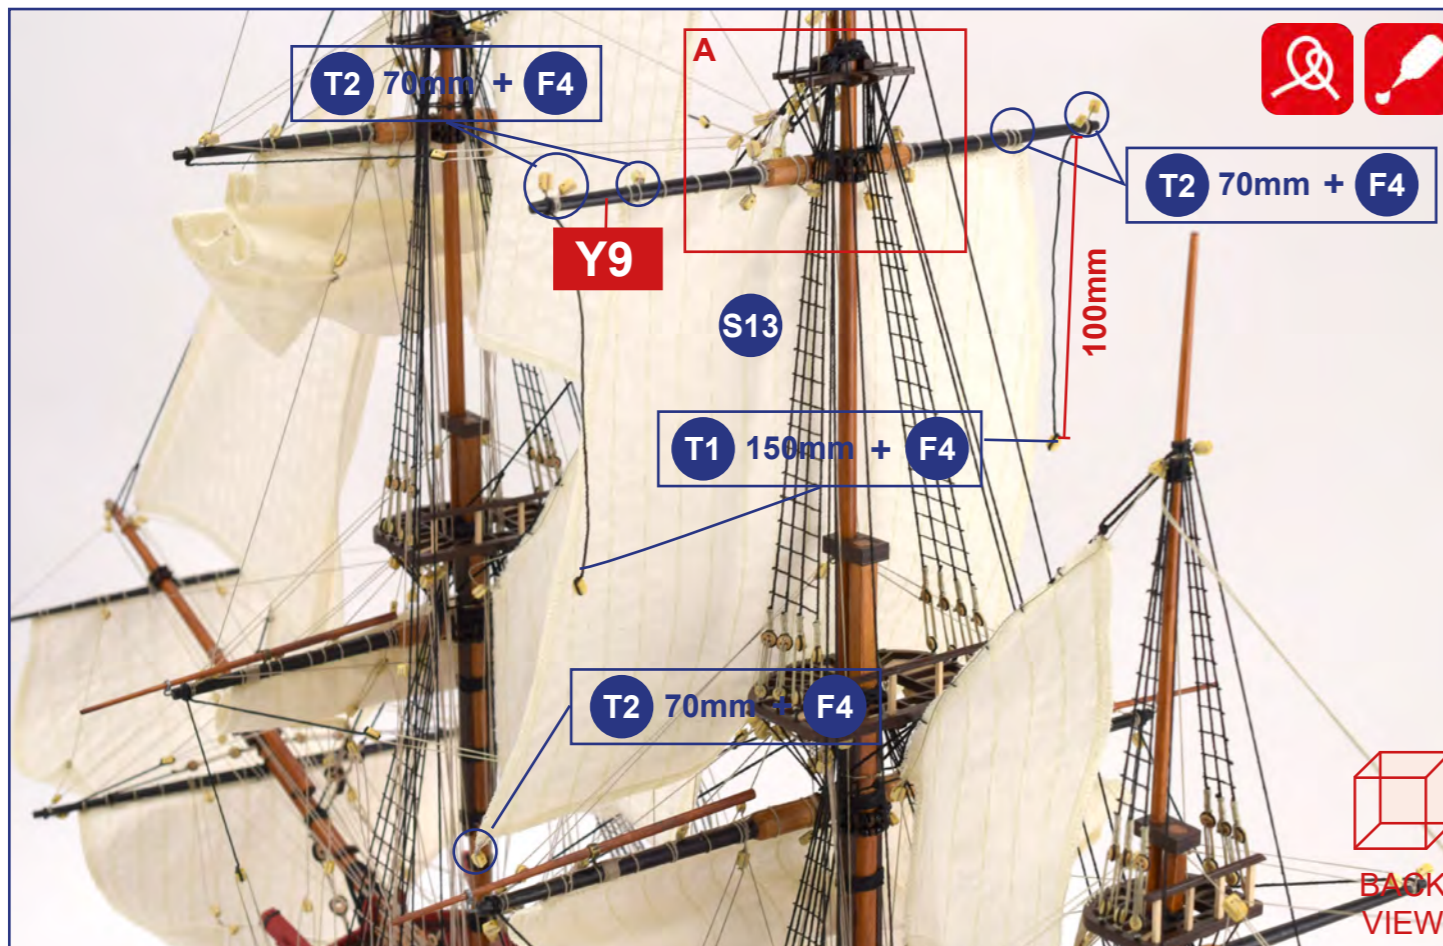 A
T2 70mm + F4
T2 70mm + F4
Y9
S13
100mm
T1 150mm + F4
T2 70mm + F4
BACK
VIEW